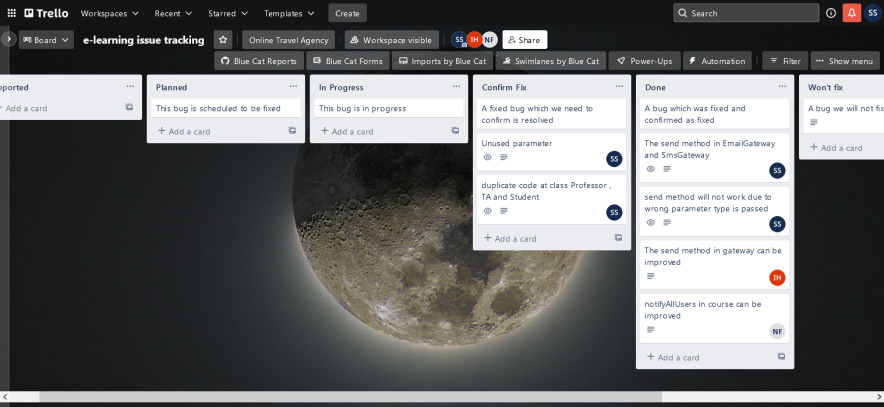 Trello
Workspaces
Recent
Starred
Templates
Create
Search
SS
Board
e-learning issue tracking
Online Travel Agency
Workspace visible
SS
IH
NF
Share
Blue Cat Reports
Blue Cat Forms
Imports by Blue Cat
Swimlanes by Blue Cat
Power-Ups
Automation
Filter
Show menu
eported
Add a card
Planned
This bug is scheduled to be fixed
Add a card
In Progress
This bug is in progress
Add a card
Confirm Fix
A fixed bug which we need to
confirm is resolved
Unused parameter
SS
duplicate code at class Professor ,
TA and Student
SS
Add a card
Done
A bug which was fixed and
confirmed as fixed
The send method in EmailGateway
and SmsGateway
SS
send method will not work due to
wrong parameter type is passed
SS
The send method in gateway can be
improved
IH
notifyAllUsers in course can be
improved
NF
Add a card
Won't fix
A bug we will not fix
Add a card